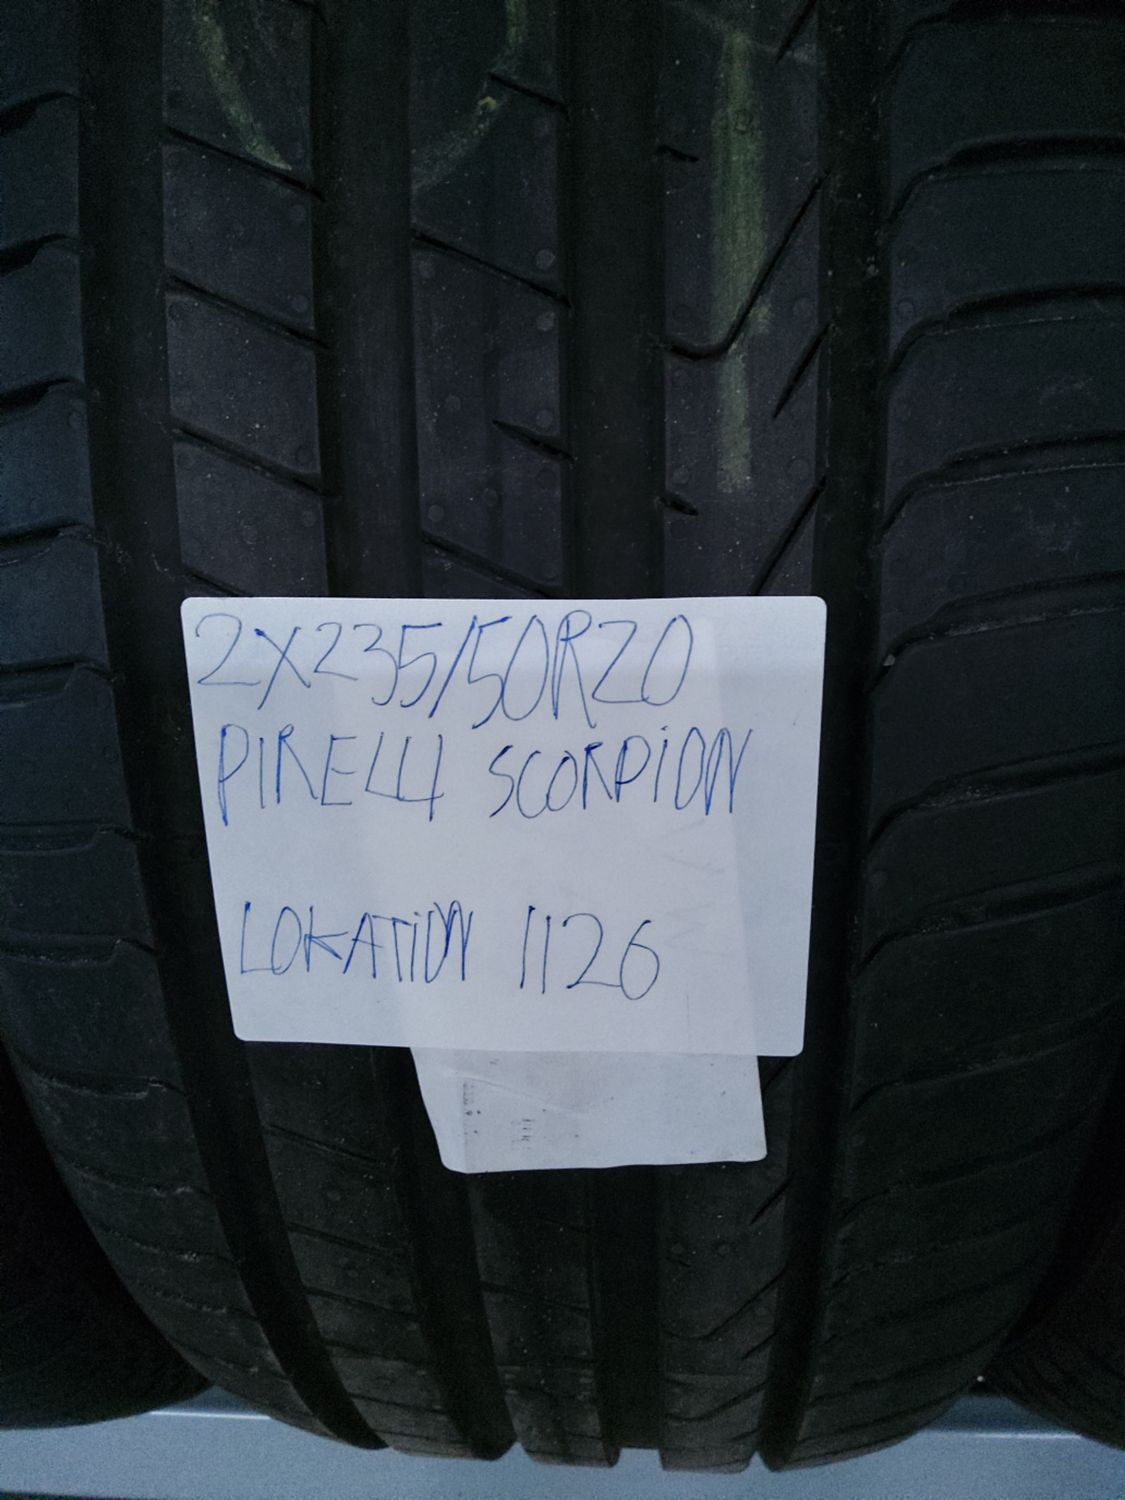 2X235/50R20
PIRELLI SCORPION
LOKATION 1126